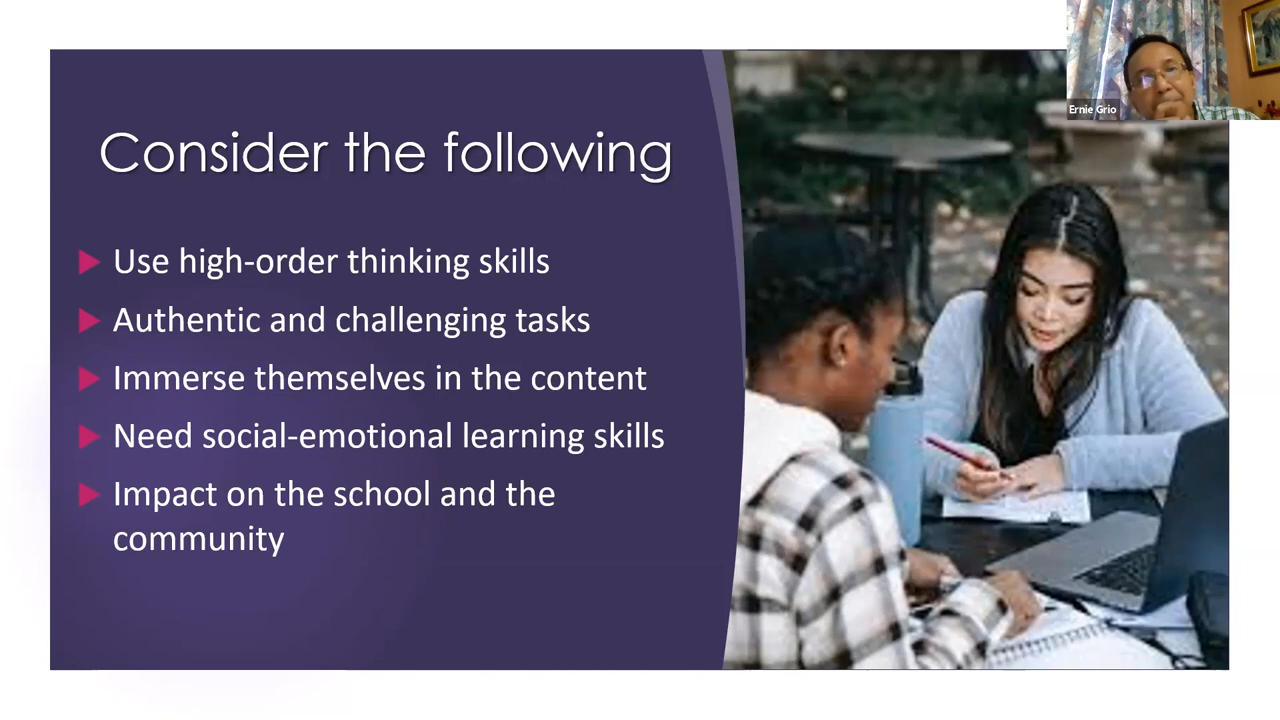 Consider the following
Use high-order thinking skills
Authentic and challenging tasks
Immerse themselves in the content
Need social-emotional learning skills
Impact on the school and the
community
Ernie Grio